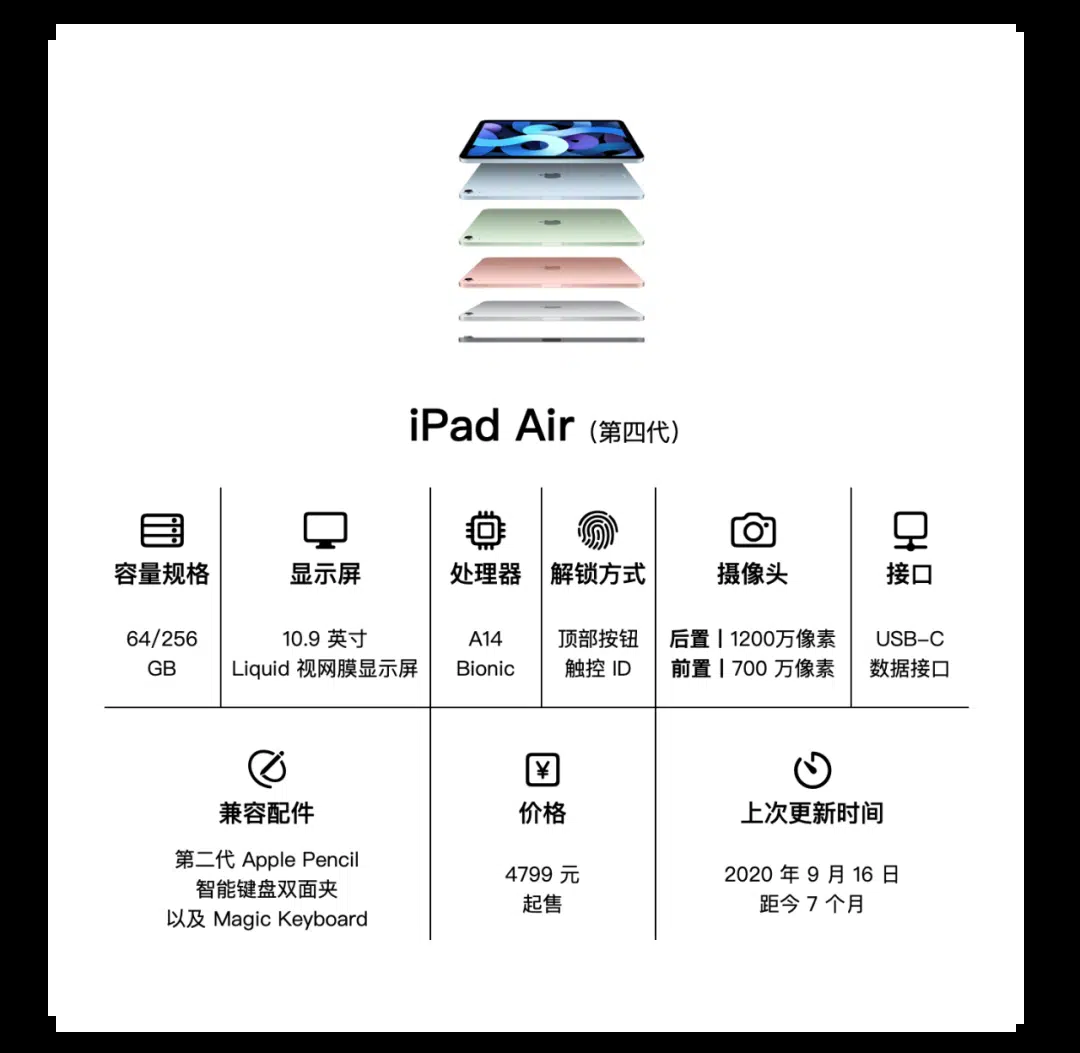 iPad Air（第四代）
容量规格
64/256
GB
显示屏
10.9 英寸
Liquid 视网膜显示屏
处理器
A14
Bionic
解锁方式
顶部按钮
触控 ID
摄像头
后置 | 1200万像素
前置 | 700 万像素
接口
USB-C
数据接口
兼容配件
第二代 Apple Pencil
智能键盘双面夹
以及 Magic Keyboard
¥
价格
4799 元
起售
上次更新时间
2020 年 9 月 16 日
距今 7 个月